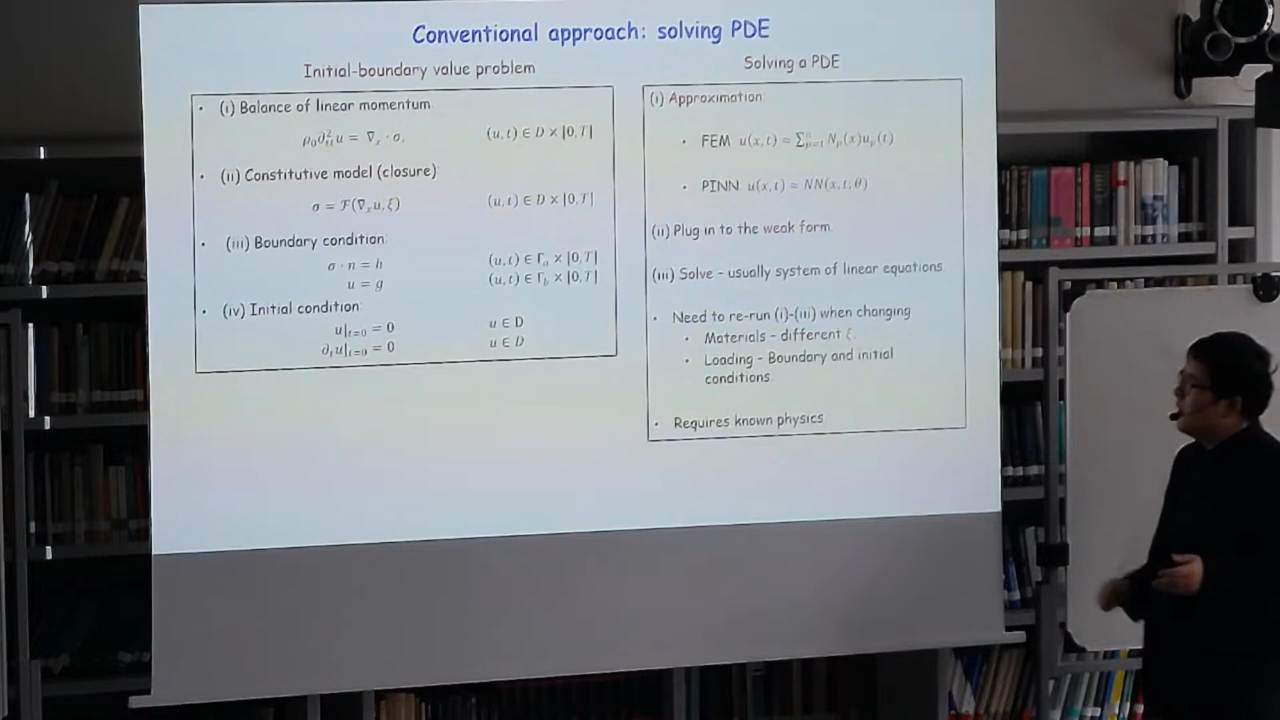 Conventional approach: solving PDE
Initial-boundary value problem
• (i) Balance of linear momentum
ρ₀∂²ₜₜu = ∇ₓ · σ, (u, t) ∈ D × |0, T|
• (ii) Constitutive model (closure)
σ = F(∇ₓu, ξ) (u, t) ∈ D × |0, T|
• (iii) Boundary condition:
σ · n = h (u, t) ∈ Γₐ × |0, T|
u = g (u, t) ∈ Γ_b × |0, T|
• (iv) Initial condition:
u|ₜ₌₀ = 0 u ∈ D
∂ₜu|ₜ₌₀ = 0 u ∈ D
Solving a PDE
(i) Approximation:
• FEM u(x, t) ≈ ∑ⁿₚ₌₁ Nₚ(x)uₚ(t)
• PINN u(x, t) ≈ NN(x, t; θ)
(ii) Plug in to the weak form.
(iii) Solve – usually system of linear equations.
• Need to re-run (i)-(iii) when changing
• Materials – different ξ.
• Loading – Boundary and initial
conditions
• Requires known physics